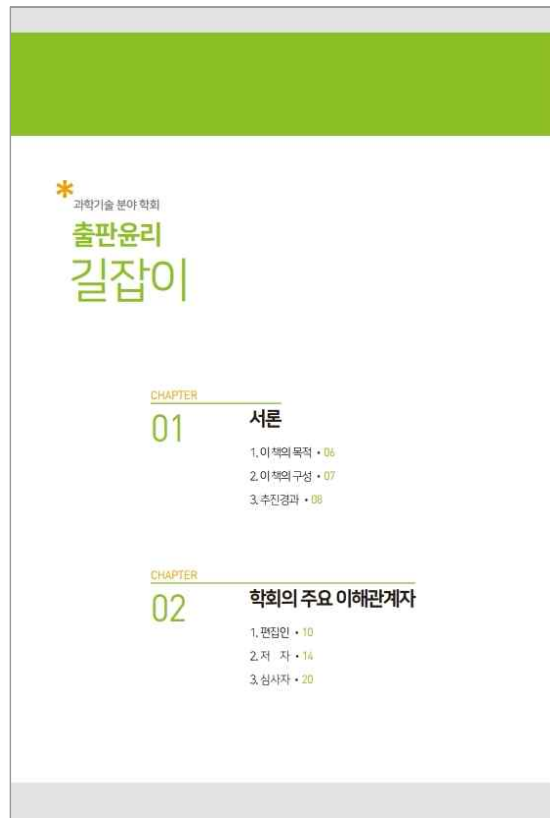 과학기술 분야 학회
출판윤리
길잡이
CHAPTER
01 서론
1. 이 책의 목적 • 06
2. 이 책의 구성 • 07
3. 추진경과 • 08
CHAPTER
02 학회의 주요 이해관계자
1. 편집인 • 10
2. 저 자 • 14
3. 심사자 • 20